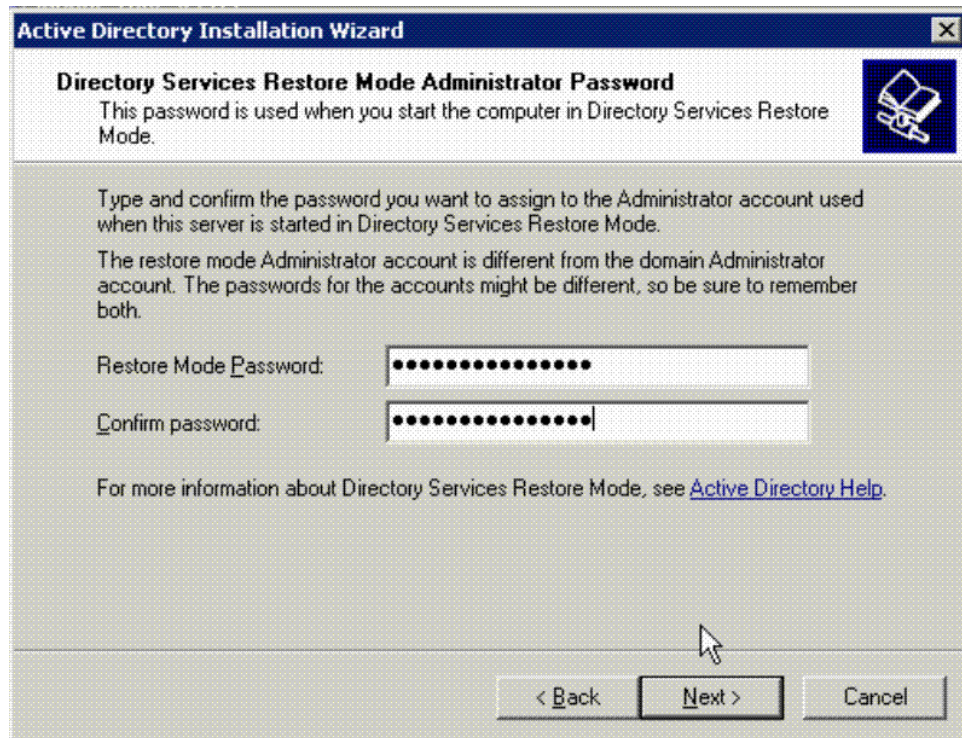 Active Directory Installation Wizard
Directory Services Restore Mode Administrator Password
This password is used when you start the computer in Directory Services Restore
Mode.
Type and confirm the password you want to assign to the Administrator account used
when this server is started in Directory Services Restore Mode.
The restore mode Administrator account is different from the domain Administrator
account. The passwords for the accounts might be different, so be sure to remember
both.
Restore Mode Password: •••••••••••••••
Confirm password: •••••••••••••••
For more information about Directory Services Restore Mode, see Active Directory Help.
< Back Next > Cancel